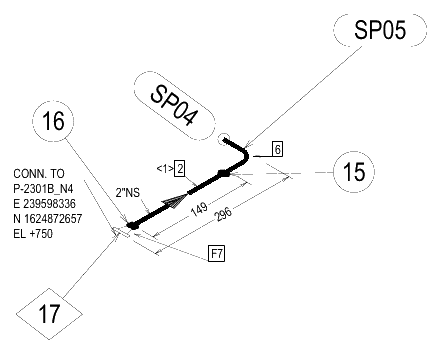 SP05
SP04
16
6
<1> 2
15
CONN. TO
P-2301B_N4
E 239598336
N 1624872657
EL +750
2"NS
149
296
F7
17